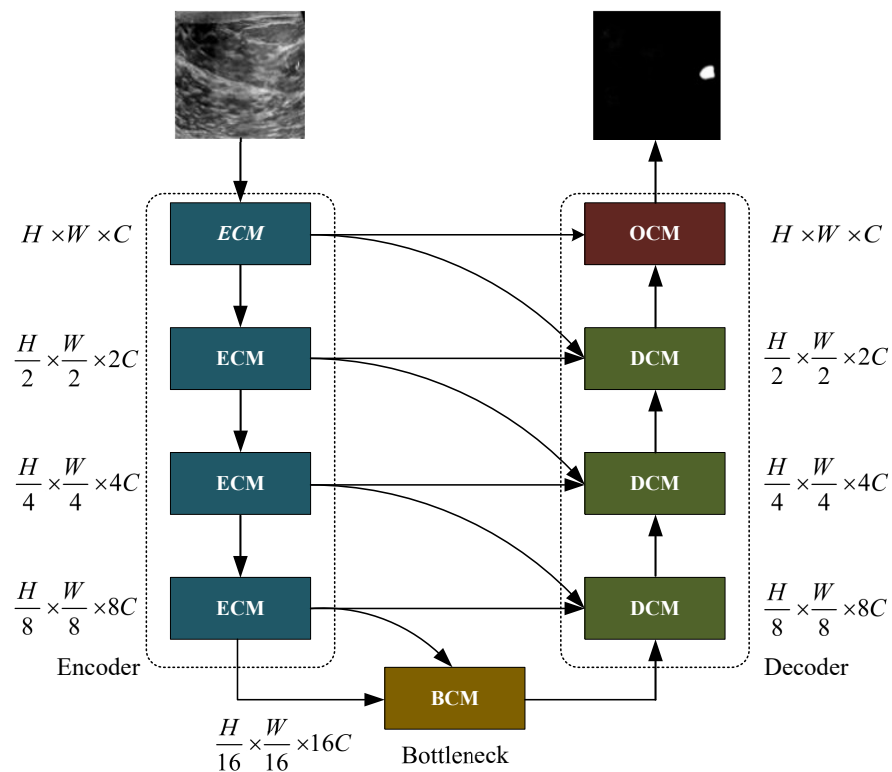 H ×W ×C
ECM
OCM
H ×W ×C
H/2 × W/2 ×2C
ECM
DCM
H/2 × W/2 ×2C
H/4 × W/4 ×4C
ECM
DCM
H/4 × W/4 ×4C
H/8 × W/8 ×8C
ECM
DCM
H/8 × W/8 ×8C
Encoder
Decoder
BCM
H/16 × W/16 ×16C
Bottleneck